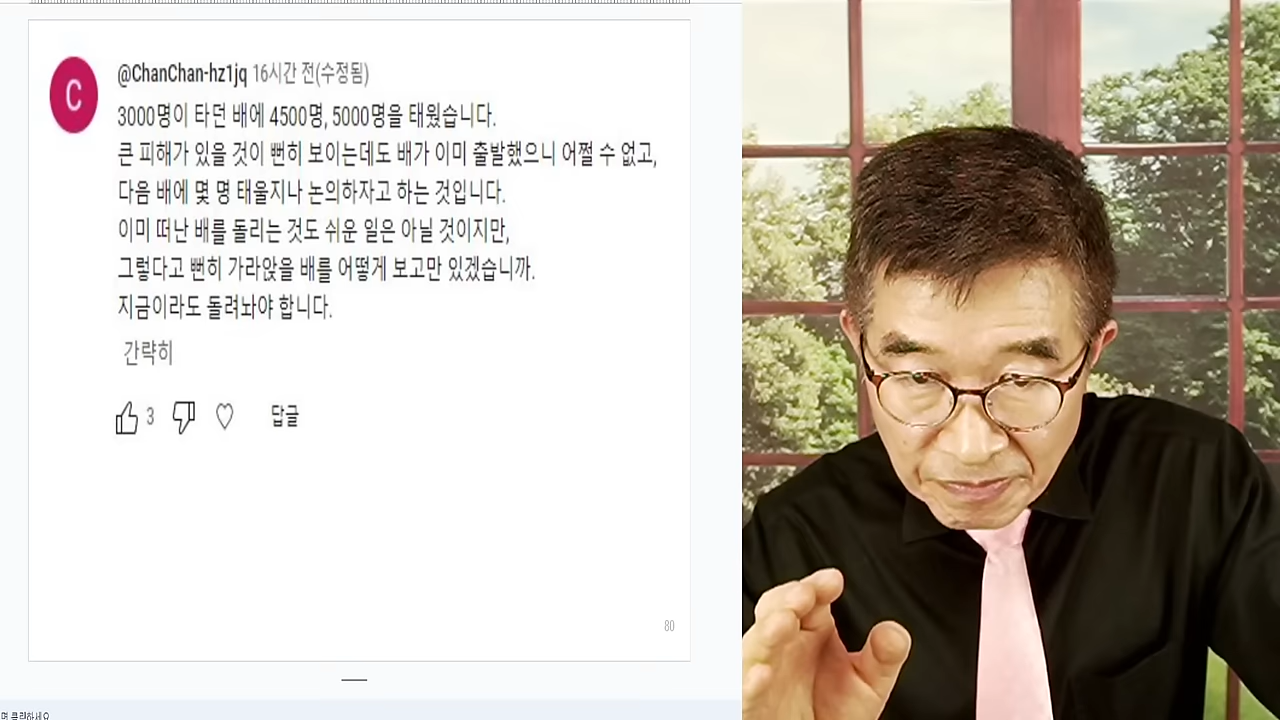 @ChanChan-hz1jq 16시간 전(수정됨)
C
3000명이 타던 배에 4500명, 5000명을 태웠습니다.
큰 피해가 있을 것이 뻔히 보이는데도 배가 이미 출발했으니 어쩔 수 없고,
다음 배에 몇 명 태울지나 논의하자고 하는 것입니다.
이미 떠난 배를 돌리는 것도 쉬운 일은 아닐 것이지만,
그렇다고 뻔히 가라앉을 배를 어떻게 보고만 있겠습니까.
지금이라도 돌려놔야 합니다.
간략히
3 답글
80